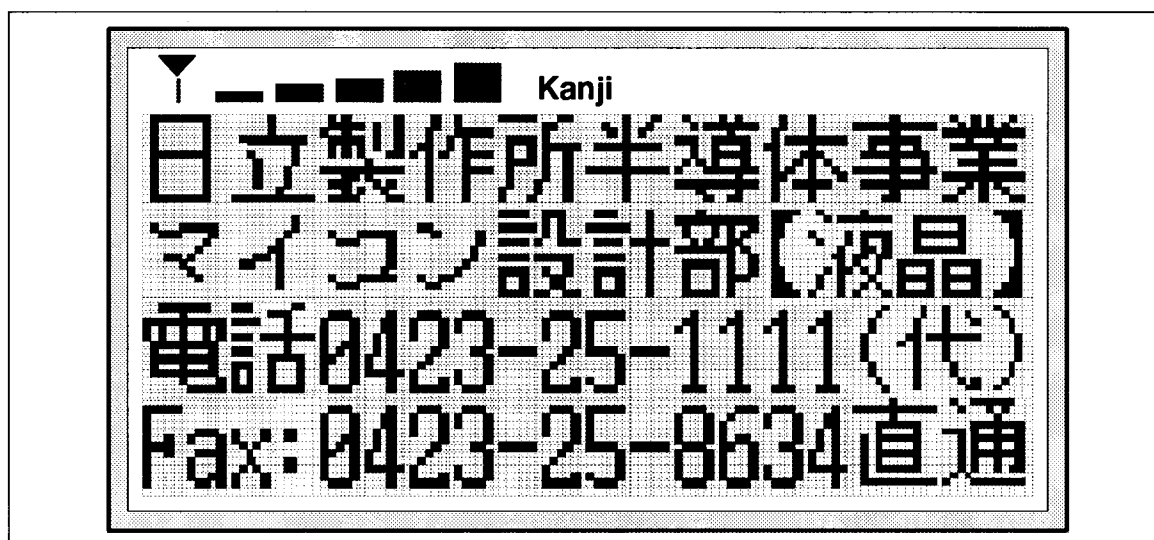 Kanji
日立製作所半導体事業
マイコン設計部【液晶】
電話0423-25-1111(代)
Fax:0423-25-8634直通